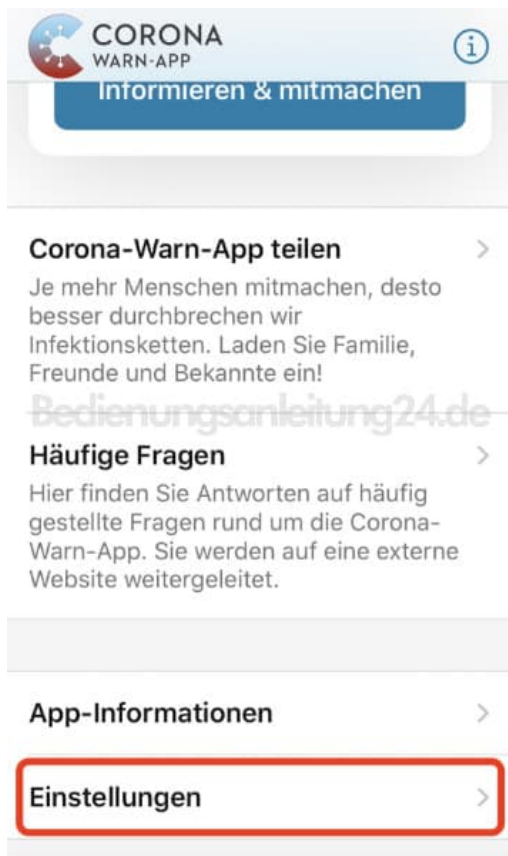 CORONA
WARN-APP
Informieren & mitmachen
Corona-Warn-App teilen
Je mehr Menschen mitmachen, desto
besser durchbrechen wir
Infektionsketten. Laden Sie Familie,
Freunde und Bekannte ein!
Bedienungsanleitung24.de
Häufige Fragen
Hier finden Sie Antworten auf häufig
gestellte Fragen rund um die Corona-
Warn-App. Sie werden auf eine externe
Website weitergeleitet.
App-Informationen
Einstellungen